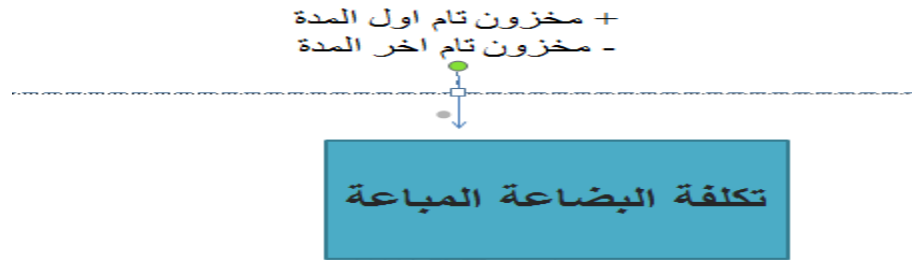 + مخزون تام اول المدة
- مخزون تام اخر المدة
تكلفة البضاعة المباعة